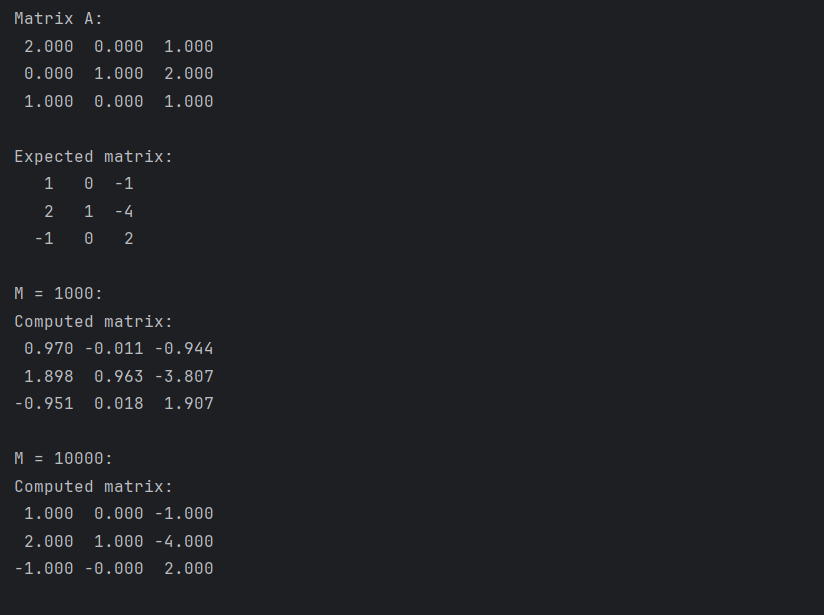 Matrix A:
2.000 0.000 1.000
0.000 1.000 2.000
1.000 0.000 1.000
Expected matrix:
1 0 -1
2 1 -4
-1 0 2
M = 1000:
Computed matrix:
0.970 -0.011 -0.944
1.898 0.963 -3.807
-0.951 0.018 1.907
M = 10000:
Computed matrix:
1.000 0.000 -1.000
2.000 1.000 -4.000
-1.000 -0.000 2.000